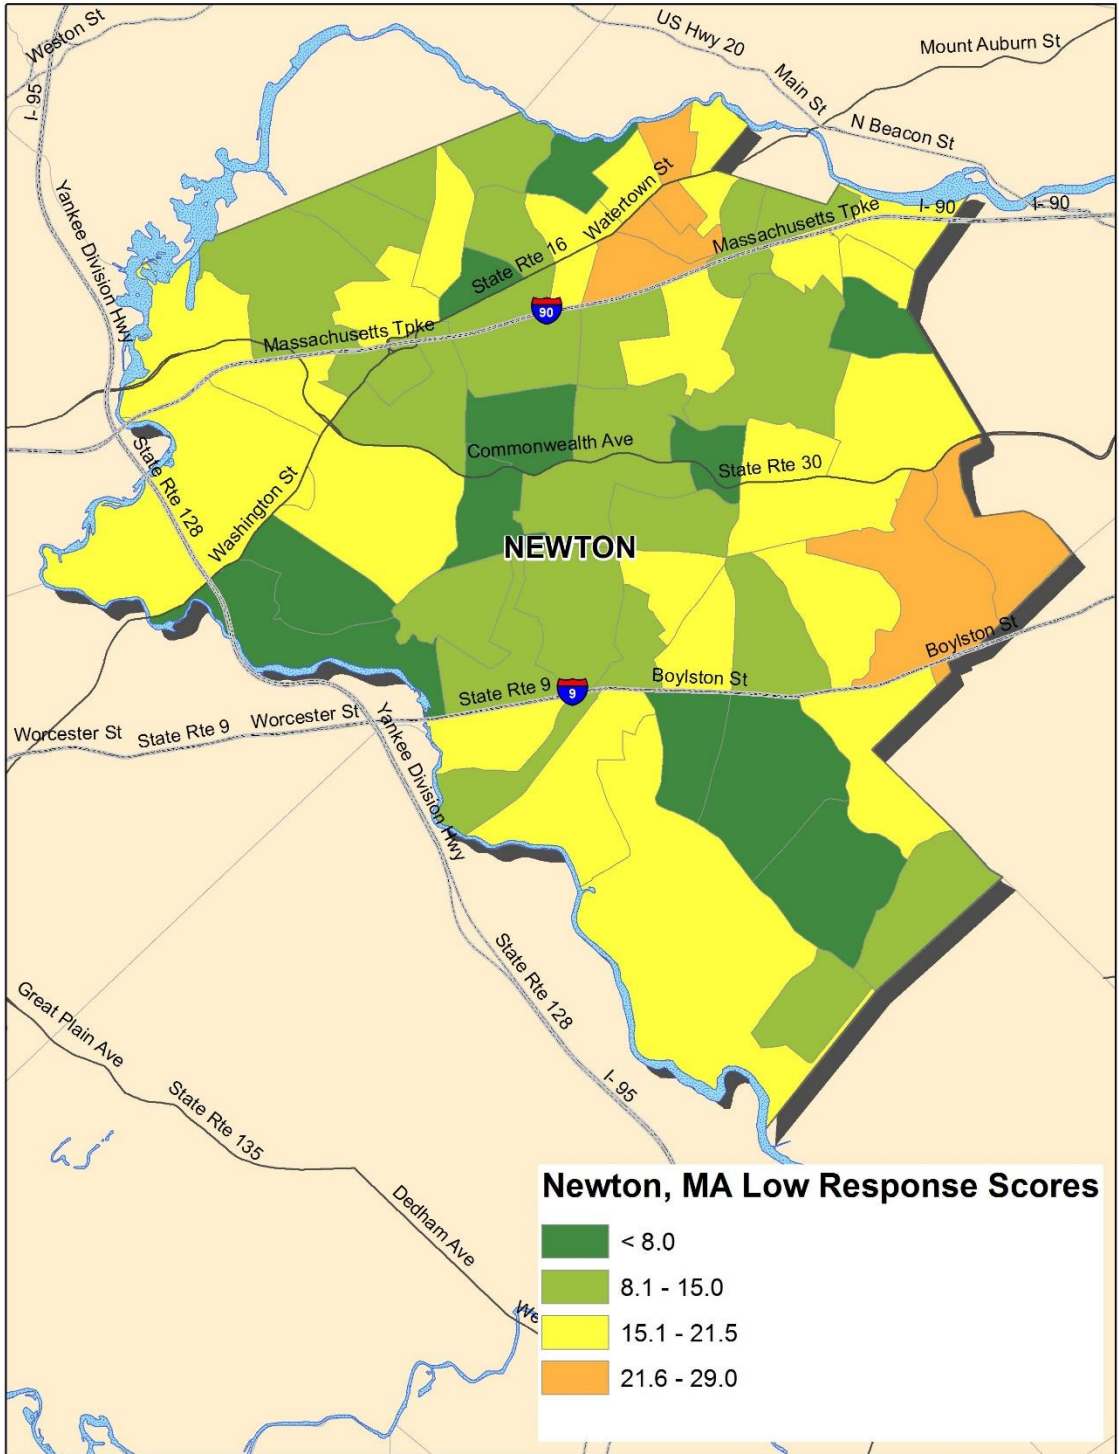 Weston St
US Hwy 20
Mount Auburn St
I- 95
Main St
N Beacon St
Yankee Division Hwy
Watertown St
I- 90
I- 90
Massachusetts Tpke
State Rte 16
90
Massachusetts Tpke
Commonwealth Ave
State Rte 30
State Rte 128
Washington St
NEWTON
Boylston St
Boylston St
State Rte 9
9
Worcester St
State Rte 9
Worcester St
Yankee Division Hwy
State Rte 128
Great Plain Ave
I- 95
State Rte 135
Dedham Ave
We
Newton, MA Low Response Scores
< 8.0
8.1 - 15.0
15.1 - 21.5
21.6 - 29.0